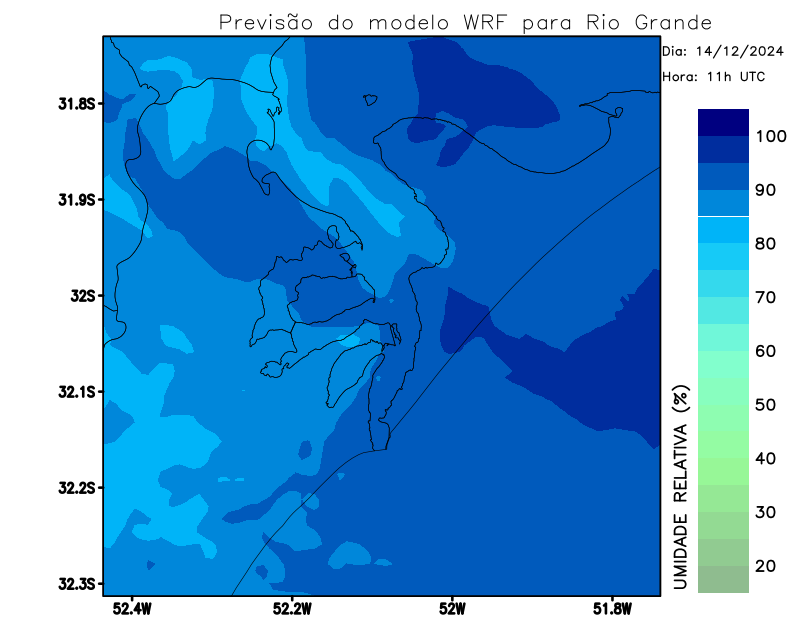 Previsão do modelo WRF para Rio Grande
Dia: 14/12/2024
Hora: 11h UTC
31.8S
31.9S
32S
32.1S
32.2S
32.3S
52.4W
52.2W
52W
51.8W
UMIDADE RELATIVA (%)
100
90
80
70
60
50
40
30
20